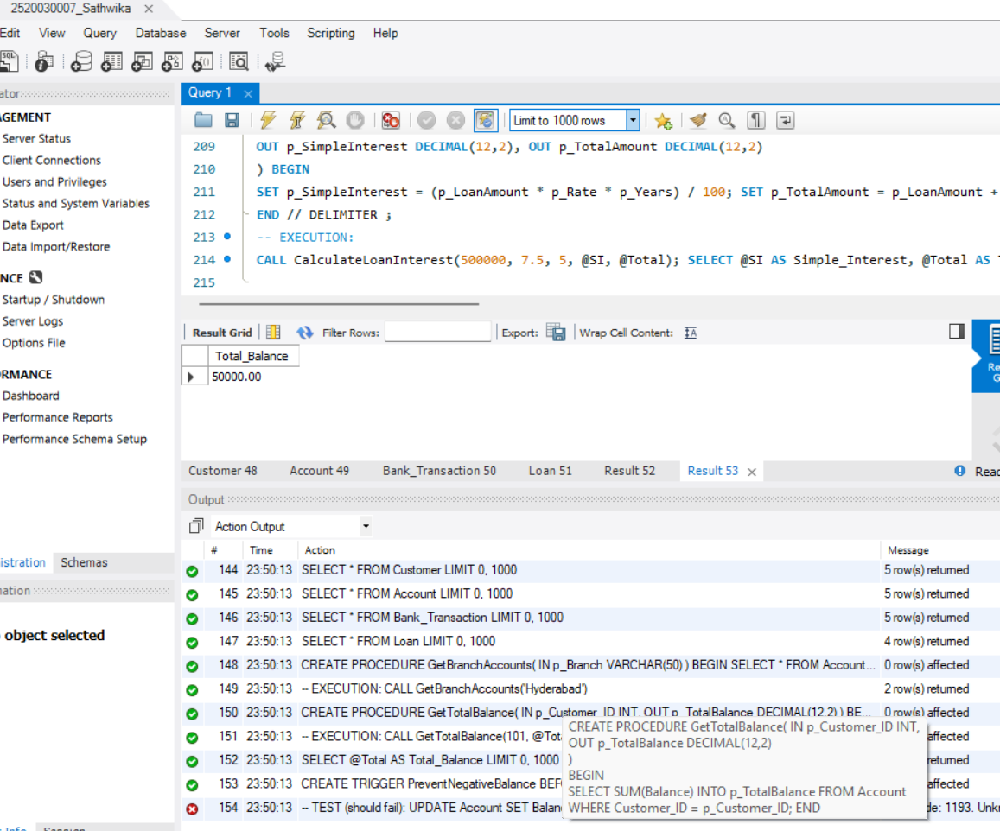 2520030007_Sathwika ×
Edit View Query Database Server Tools Scripting Help
Query 1 ×
Limit to 1000 rows
Server Status
Client Connections
Users and Privileges
Status and System Variables
Data Export
Data Import/Restore
Startup / Shutdown
Server Logs
Options File
Dashboard
Performance Reports
Performance Schema Setup
Schemas
object selected
209 OUT p_SimpleInterest DECIMAL(12,2), OUT p_TotalAmount DECIMAL(12,2)
210 ) BEGIN
211 SET p_SimpleInterest = (p_LoanAmount * p_Rate * p_Years) / 100; SET p_TotalAmount = p_LoanAmount +
212 END // DELIMITER ;
213 -- EXECUTION:
214 CALL CalculateLoanInterest(500000, 7.5, 5, @SI, @Total); SELECT @SI AS Simple_Interest, @Total AS
215
Result Grid Filter Rows: Export: Wrap Cell Content:
Total_Balance
50000.00
Customer 48 Account 49 Bank_Transaction 50 Loan 51 Result 52 Result 53 ×
Output
Action Output
# Time Action Message
144 23:50:13 SELECT * FROM Customer LIMIT 0, 1000 5 row(s) returned
145 23:50:13 SELECT * FROM Account LIMIT 0, 1000 5 row(s) returned
146 23:50:13 SELECT * FROM Bank_Transaction LIMIT 0, 1000 5 row(s) returned
147 23:50:13 SELECT * FROM Loan LIMIT 0, 1000 4 row(s) returned
148 23:50:13 CREATE PROCEDURE GetBranchAccounts( IN p_Branch VARCHAR(50) ) BEGIN SELECT * FROM Account... 0 row(s) affected
149 23:50:13 -- EXECUTION: CALL GetBranchAccounts('Hyderabad') 2 row(s) returned
150 23:50:13 CREATE PROCEDURE GetTotalBalance( IN p_Customer_ID INT, OUT p_TotalBalance DECIMAL(12,2) ) BE... 0 row(s) affected
151 23:50:13 -- EXECUTION: CALL GetTotalBalance(101, @Tot affected
152 23:50:13 SELECT @Total AS Total_Balance LIMIT 0, 1000 returned
153 23:50:13 CREATE TRIGGER PreventNegativeBalance affected
154 23:50:13 -- TEST (should fail): UPDATE Account SET 1193.
CREATE PROCEDURE GetTotalBalance( IN p_Customer_ID INT,
OUT p_TotalBalance DECIMAL(12,2)
)
BEGIN
SELECT SUM(Balance) INTO p_TotalBalance FROM Account
WHERE Customer_ID = p_Customer_ID; END